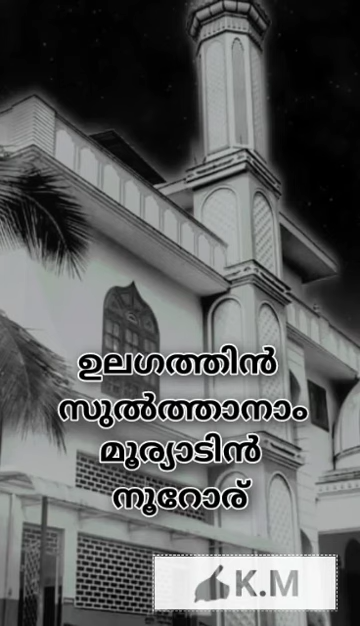 ഉലഗത്തിൻ
സുൽത്താനാം
മൂര്യാടിൻ
നൂറോര്
K.M